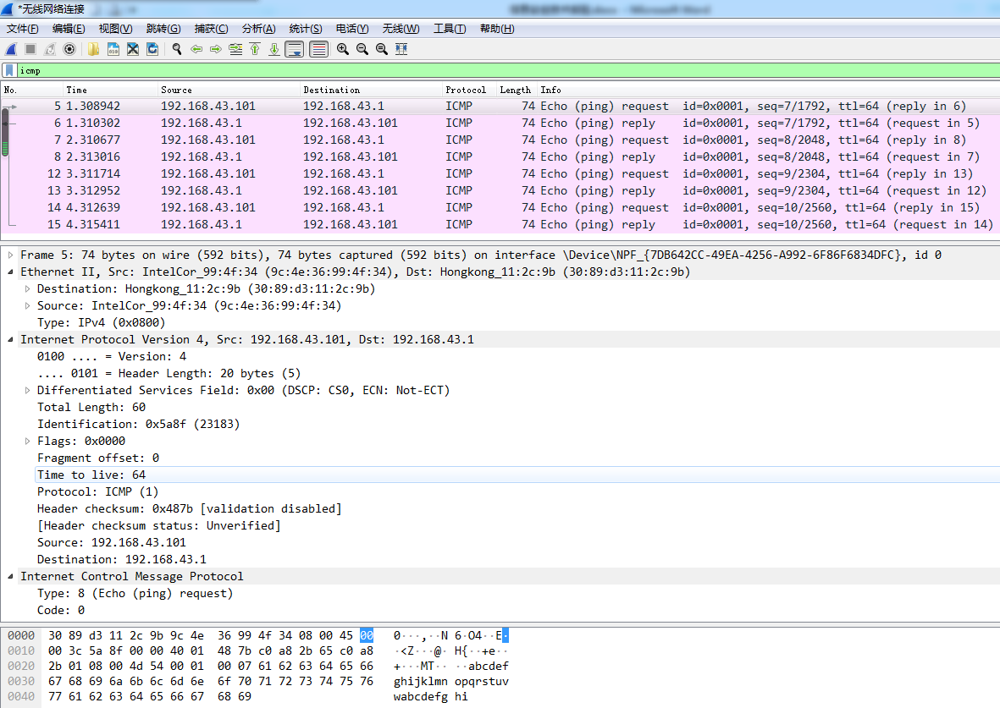 *无线网络连接
文件(F) 编辑(E) 视图(V) 跳转(G) 捕获(C) 分析(A) 统计(S) 电话(Y) 无线(W) 工具(T) 帮助(H)
icmp
No. Time Source Destination Protocol Length Info
5 1.308942 192.168.43.101 192.168.43.1 ICMP 74 Echo (ping) request id=0x0001, seq=7/1792, ttl=64 (reply in 6)
6 1.310302 192.168.43.1 192.168.43.101 ICMP 74 Echo (ping) reply id=0x0001, seq=7/1792, ttl=64 (request in 5)
7 2.310677 192.168.43.101 192.168.43.1 ICMP 74 Echo (ping) request id=0x0001, seq=8/2048, ttl=64 (reply in 8)
8 2.313016 192.168.43.1 192.168.43.101 ICMP 74 Echo (ping) reply id=0x0001, seq=8/2048, ttl=64 (request in 7)
12 3.311714 192.168.43.101 192.168.43.1 ICMP 74 Echo (ping) request id=0x0001, seq=9/2304, ttl=64 (reply in 13)
13 3.312952 192.168.43.1 192.168.43.101 ICMP 74 Echo (ping) reply id=0x0001, seq=9/2304, ttl=64 (request in 12)
14 4.312639 192.168.43.101 192.168.43.1 ICMP 74 Echo (ping) request id=0x0001, seq=10/2560, ttl=64 (reply in 15)
15 4.315411 192.168.43.1 192.168.43.101 ICMP 74 Echo (ping) reply id=0x0001, seq=10/2560, ttl=64 (request in 14)
Frame 5: 74 bytes on wire (592 bits), 74 bytes captured (592 bits) on interface \Device\NPF_{7DB642CC-49EA-4256-A992-6F86F6834DFC}, id 0
Ethernet II, Src: IntelCor_99:4f:34 (9c:4e:36:99:4f:34), Dst: Hongkong_11:2c:9b (30:89:d3:11:2c:9b)
Destination: Hongkong_11:2c:9b (30:89:d3:11:2c:9b)
Source: IntelCor_99:4f:34 (9c:4e:36:99:4f:34)
Type: IPv4 (0x0800)
Internet Protocol Version 4, Src: 192.168.43.101, Dst: 192.168.43.1
0100 .... = Version: 4
.... 0101 = Header Length: 20 bytes (5)
Differentiated Services Field: 0x00 (DSCP: CS0, ECN: Not-ECT)
Total Length: 60
Identification: 0x5a8f (23183)
Flags: 0x0000
Fragment offset: 0
Time to live: 64
Protocol: ICMP (1)
Header checksum: 0x487b [validation disabled]
[Header checksum status: Unverified]
Source: 192.168.43.101
Destination: 192.168.43.1
Internet Control Message Protocol
Type: 8 (Echo (ping) request)
Code: 0
0000 30 89 d3 11 2c 9b 9c 4e 36 99 4f 34 08 00 45 00 0···,··N 6·O4··E·
0010 00 3c 5a 8f 00 00 40 01 48 7b c0 a8 2b 65 c0 a8 ·<Z···@· H{··+e··
0020 2b 01 08 00 4d 54 00 01 00 07 61 62 63 64 65 66 +···MT·· ··abcdef
0030 67 68 69 6a 6b 6c 6d 6e 6f 70 71 72 73 74 75 76 ghijklmn opqrstuv
0040 77 61 62 63 64 65 66 67 68 69 wabcdefg hi